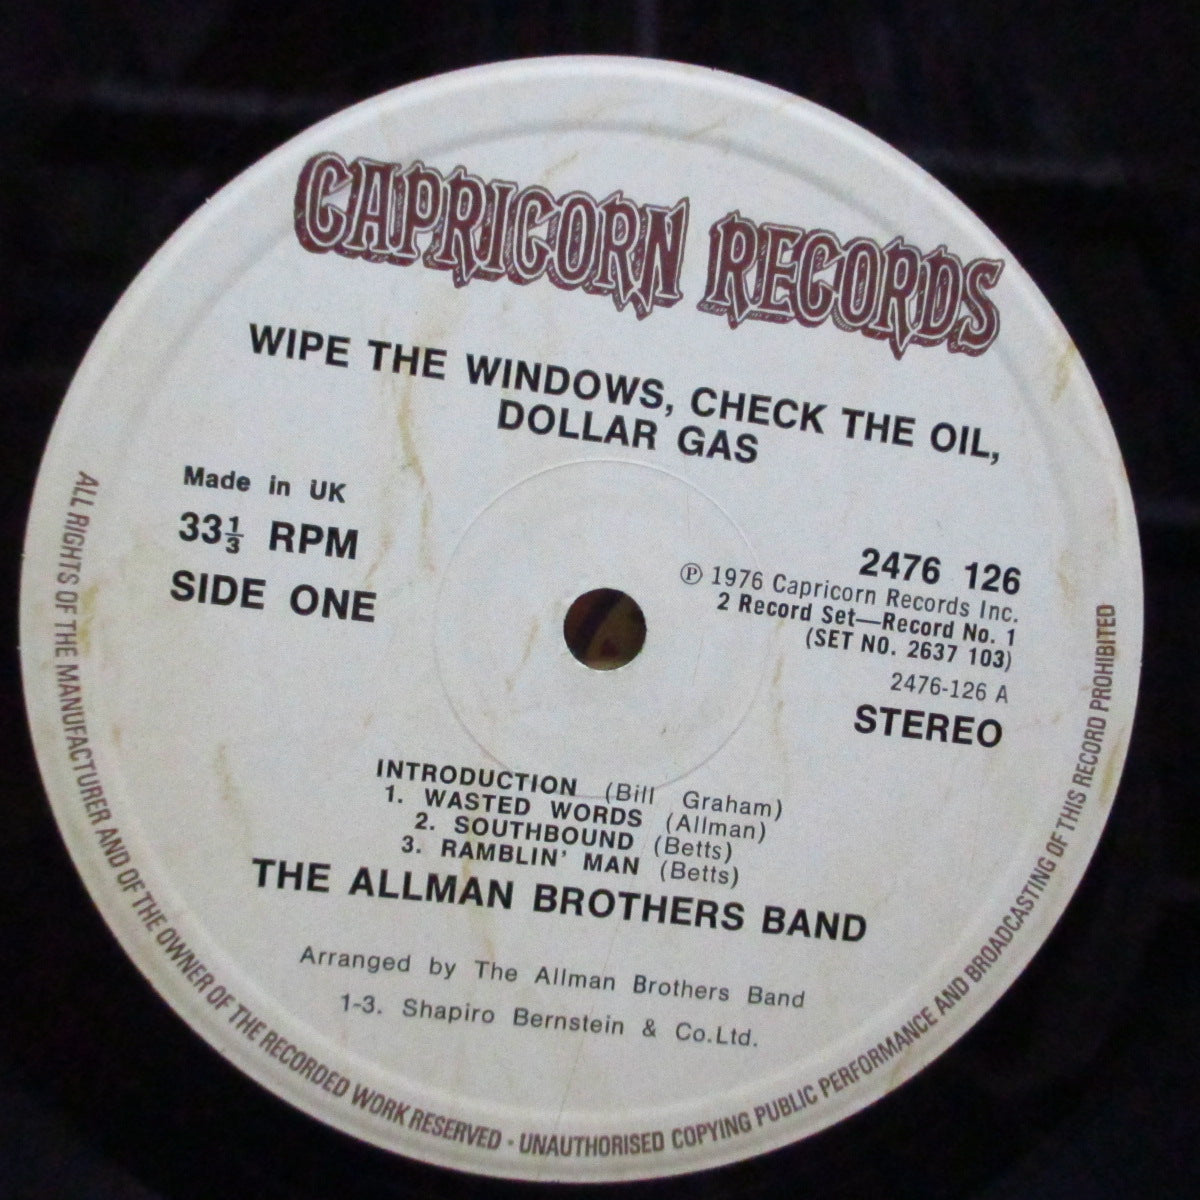 CAPRICORN RECORDS
WIPE THE WINDOWS, CHECK THE OIL,
DOLLAR GAS
Made in UK
33⅓ RPM
SIDE ONE
2476 126
℗ 1976 Capricorn Records Inc.
2 Record Set—Record No. 1
(SET NO. 2637 103)
2476-126 A
STEREO
INTRODUCTION (Bill Graham)
1. WASTED WORDS (Allman)
2. SOUTHBOUND (Betts)
3. RAMBLIN' MAN (Betts)
THE ALLMAN BROTHERS BAND
Arranged by The Allman Brothers Band
1-3. Shapiro Bernstein & Co.Ltd.
ALL RIGHTS OF THE MANUFACTURER AND OF THE OWNER OF THE RECORDED WORK RESERVED · UNAUTHORISED COPYING PUBLIC PERFORMANCE AND BROADCASTING OF THIS RECORD PROHIBITED